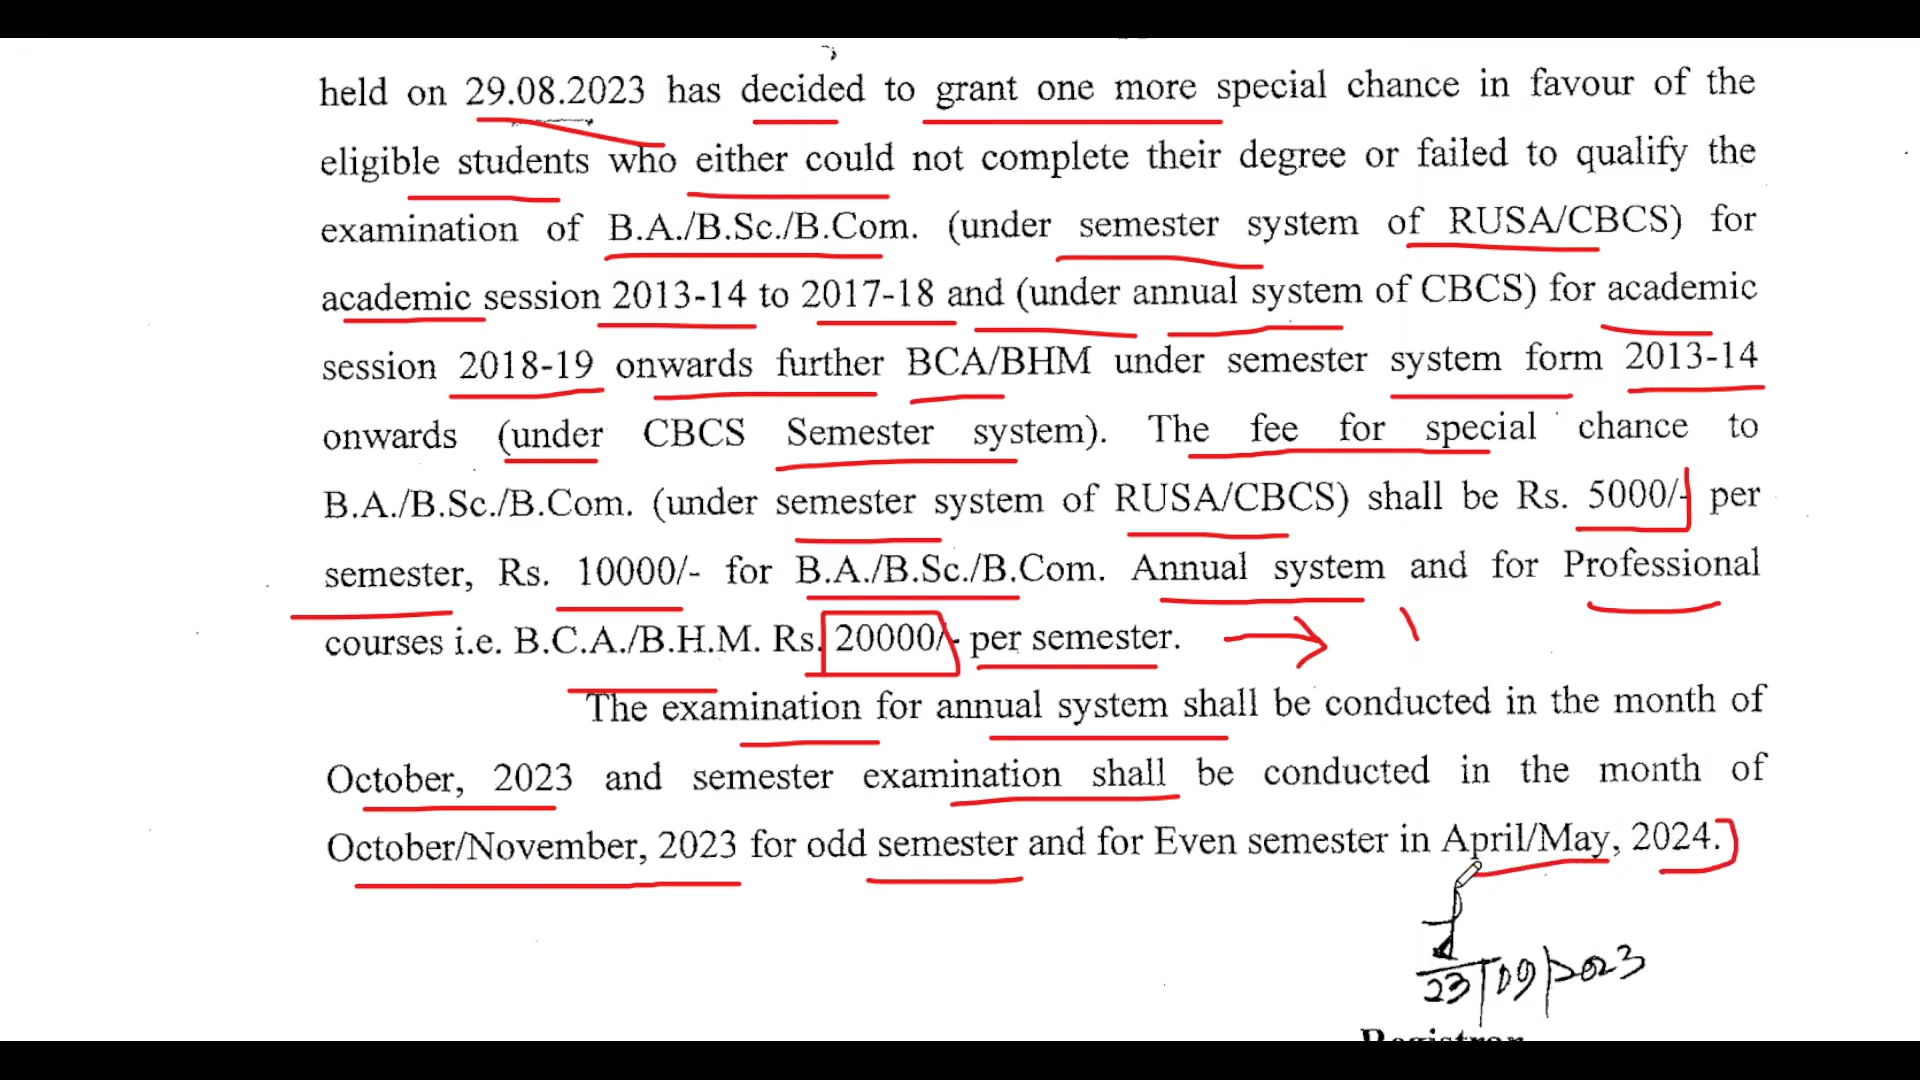 held on 29.08.2023 has decided to grant one more special chance in favour of the
eligible students who either could not complete their degree or failed to qualify the
examination of B.A./B.Sc./B.Com. (under semester system of RUSA/CBCS) for
academic session 2013-14 to 2017-18 and (under annual system of CBCS) for academic
session 2018-19 onwards further BCA/BHM under semester system form 2013-14
onwards (under CBCS Semester system). The fee for special chance to
B.A./B.Sc./B.Com. (under semester system of RUSA/CBCS) shall be Rs. 5000/- per
semester, Rs. 10000/- for B.A./B.Sc./B.Com. Annual system and for Professional
courses i.e. B.C.A./B.H.M. Rs. 20000/- per semester.
The examination for annual system shall be conducted in the month of
October, 2023 and semester examination shall be conducted in the month of
October/November, 2023 for odd semester and for Even semester in April/May, 2024.
23/09/2023
Registrar